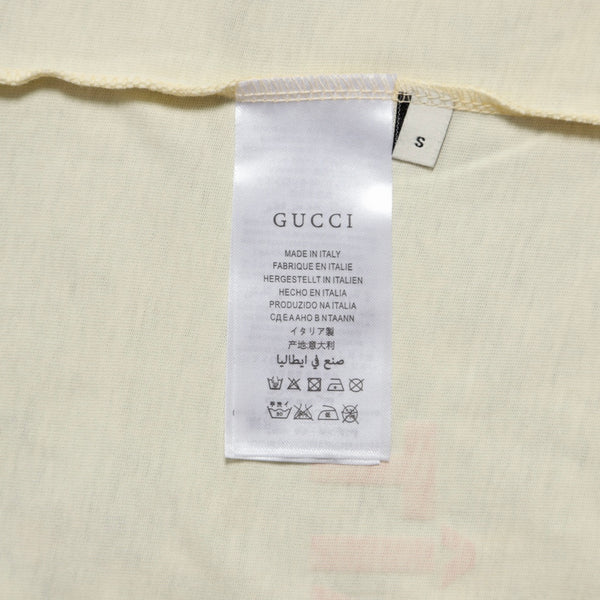 S
GUCCI
MADE IN ITALY
FABRIQUE EN ITALIE
HERGESTELLT IN ITALIEN
HECHO EN ITALIA
PRODUZIDO NA ITALIA
СДЕАНО В NTAANN
イタリア製
产地:意大利
صنع في ايطاليا